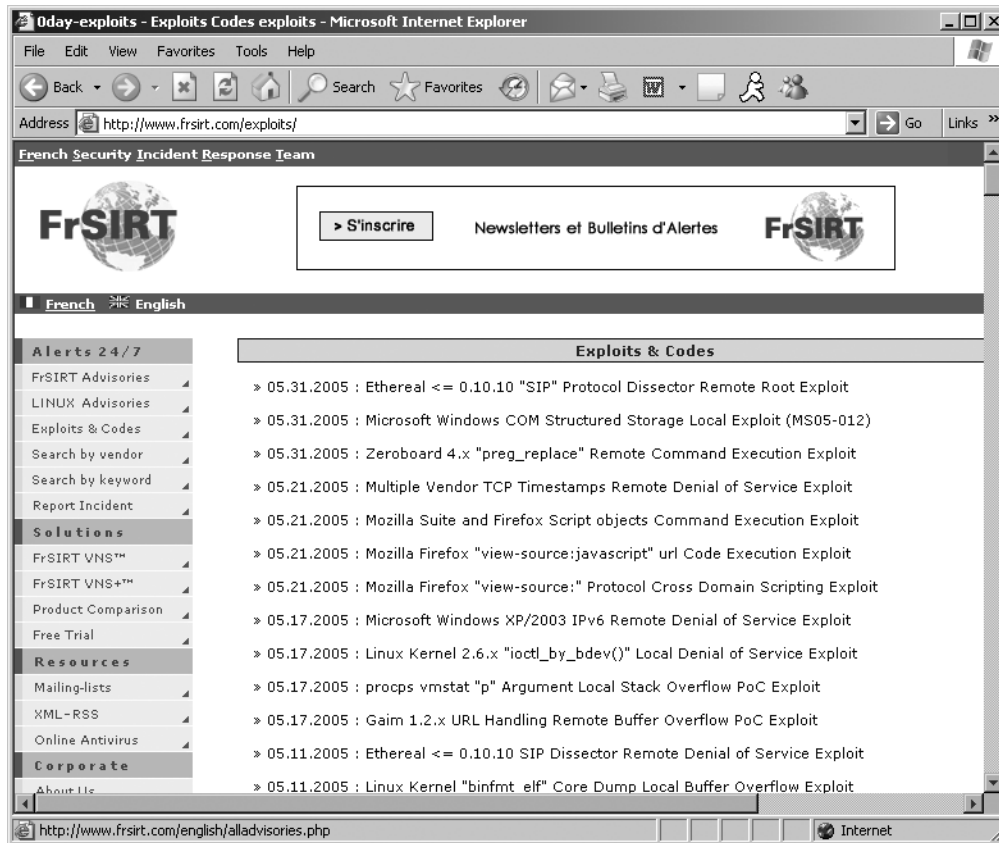 0day-exploits - Exploits Codes exploits - Microsoft Internet Explorer
File Edit View Favorites Tools Help
Back Search Favorites
Address http://www.frsirt.com/exploits/ Go Links »
French Security Incident Response Team
FrSIRT
> S'inscrire Newsletters et Bulletins d'Alertes FrSIRT
French English
Alerts 24/7
FrSIRT Advisories
LINUX Advisories
Exploits & Codes
Search by vendor
Search by keyword
Report Incident
Solutions
FrSIRT VNS™
FrSIRT VNS+™
Product Comparison
Free Trial
Resources
Mailing-lists
XML-RSS
Online Antivirus
Corporate
About Us
Exploits & Codes
» 05.31.2005 : Ethereal <= 0.10.10 "SIP" Protocol Dissector Remote Root Exploit
» 05.31.2005 : Microsoft Windows COM Structured Storage Local Exploit (MS05-012)
» 05.31.2005 : Zeroboard 4.x "preg_replace" Remote Command Execution Exploit
» 05.21.2005 : Multiple Vendor TCP Timestamps Remote Denial of Service Exploit
» 05.21.2005 : Mozilla Suite and Firefox Script objects Command Execution Exploit
» 05.21.2005 : Mozilla Firefox "view-source:javascript" url Code Execution Exploit
» 05.21.2005 : Mozilla Firefox "view-source:" Protocol Cross Domain Scripting Exploit
» 05.17.2005 : Microsoft Windows XP/2003 IPv6 Remote Denial of Service Exploit
» 05.17.2005 : Linux Kernel 2.6.x "ioctl_by_bdev()" Local Denial of Service Exploit
» 05.17.2005 : procps vmstat "p" Argument Local Stack Overflow PoC Exploit
» 05.17.2005 : Gaim 1.2.x URL Handling Remote Buffer Overflow PoC Exploit
» 05.11.2005 : Ethereal <= 0.10.10 SIP Dissector Remote Denial of Service Exploit
» 05.11.2005 : Linux Kernel "binfmt_elf" Core Dump Local Buffer Overflow Exploit
http://www.frsirt.com/english/alladvisories.php Internet